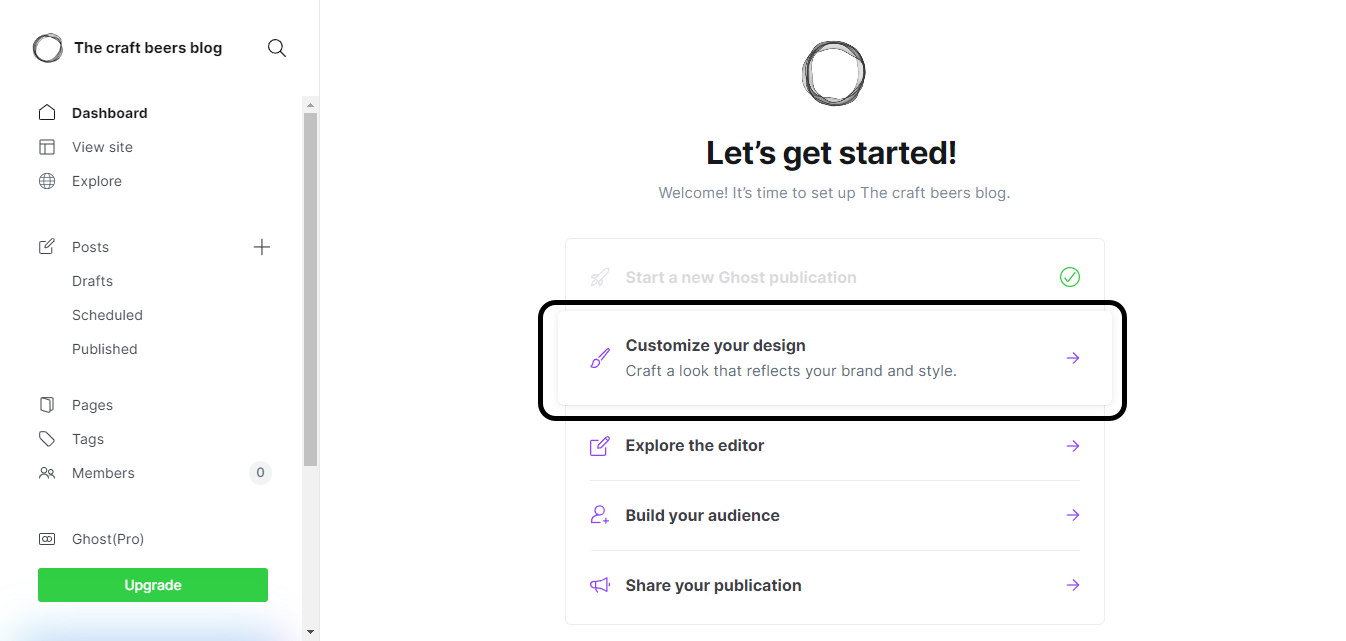 The craft beers blog
Dashboard
View site
Explore
Posts
Drafts
Scheduled
Published
Pages
Tags
Members 0
Ghost(Pro)
Upgrade
Let’s get started!
Welcome! It’s time to set up The craft beers blog.
Start a new Ghost publication
Customize your design
Craft a look that reflects your brand and style.
Explore the editor
Build your audience
Share your publication